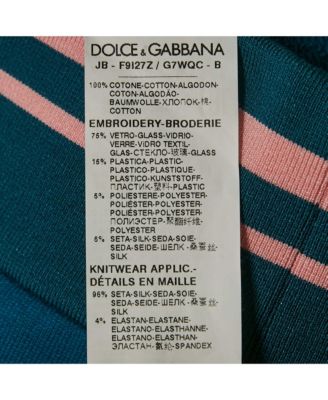 DOLCE & GABBANA
JB - F9I27Z / G7WQC - B
100% COTONE-COTTON-ALGODON-
COTON-ALGODÃO-
BAUMWOLLE-ХЛОПОК-棉-
COTTON
EMBROIDERY-BRODERIE
75% VETRO-GLASS-VIDRIO-
VERRE-VIDRO TEXTIL-
GLAS-СТЕКЛО-玻璃-GLASS
15% PLASTICA-PLASTIC-
PLASTICO-PLASTIQUE-
PLASTICO-KUNSTSTOFF-
ПЛАСТИК-塑料-PLASTIC
5% POLIESTERE-POLYESTER-
POLIÉSTER-POLYESTER-
POLIÉSTER-POLYESTER-
ПОЛИЭСТЕР-聚酯纤维-
POLYESTER
5% SETA-SILK-SEDA-SOIE-
SEDA-SEIDE-ШЕЛК-桑蚕丝-
SILK
KNITWEAR APPLIC.-
DÉTAILS EN MAILLE
96% SETA-SILK-SEDA-SOIE-
SEDA-SEIDE-ШЕЛК-桑蚕丝-
SILK
4% ELASTAN-ELASTANE-
ELASTANO-ELASTHANNE-
ELASTANO-ELASTHAN-
ЭЛАСТАН-氨纶-SPANDEX